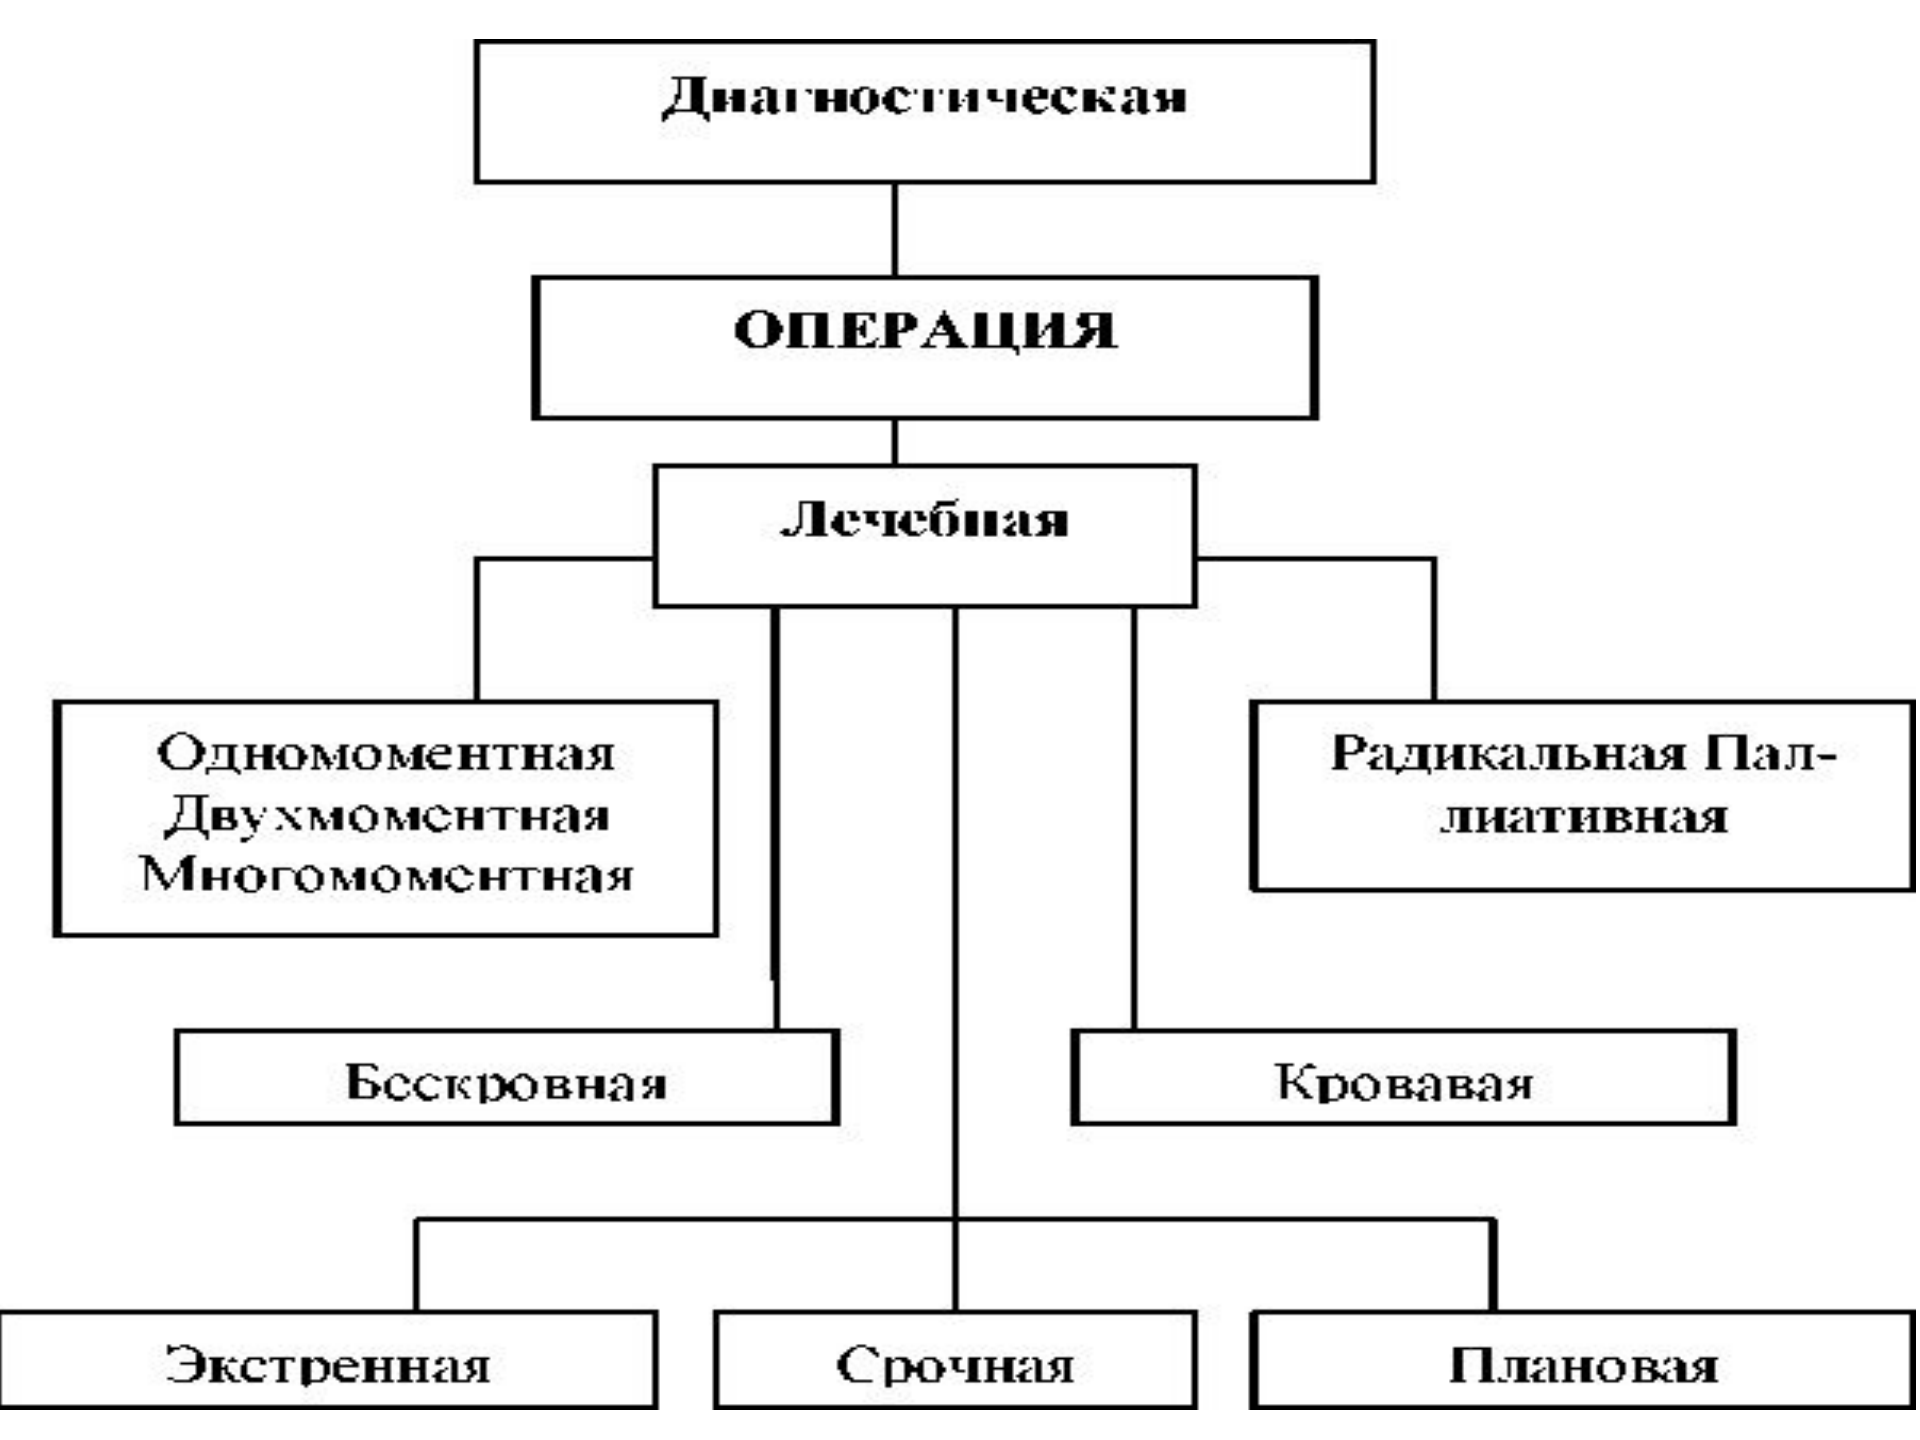 Диагностическая
ОПЕРАЦИЯ
Лечебная
Одномоментная
Двухмоментная
Многомоментная
Радикальная Пал-
лиативная
Бескровная
Кровавая
Экстренная
Срочная
Плановая